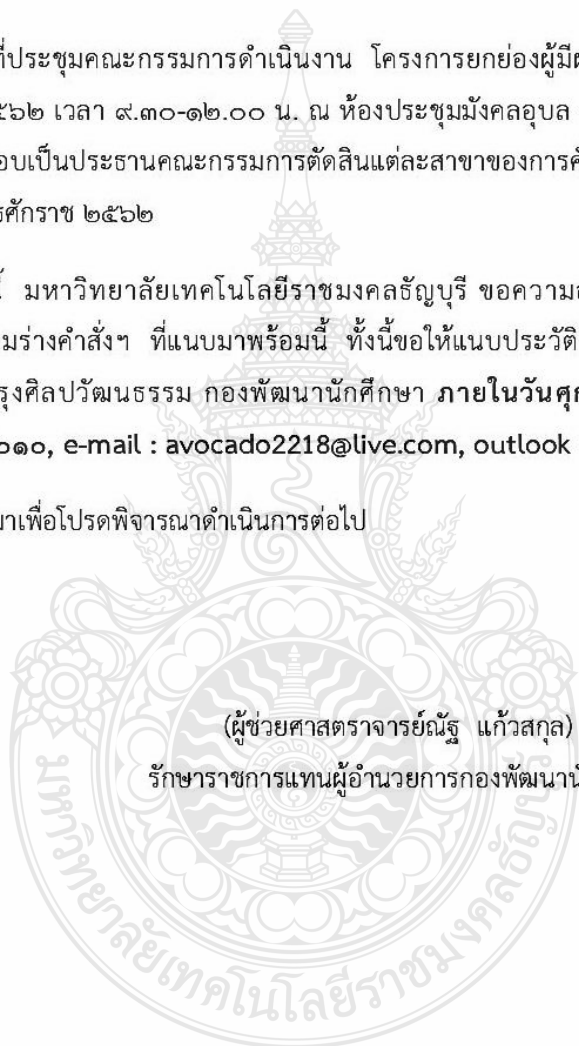 ที่ประชุมคณะกรรมการดำเนินงาน โครงการยกย่องผู้มี
๕๖๒ เวลา ๙.๓๐-๑๒.๐๐ น. ณ ห้องประชุมมังคลอุบล
อบเป็นประธานคณะกรรมการตัดสินแต่ละสาขาของการ
ศักราช ๒๕๖๒
มหาวิทยาลัยเทคโนโลยีราชมงคลธัญบุรี ขอความ
มร่างคำสั่งฯ ที่แนบมาพร้อมนี้ ทั้งนี้ขอให้แนบประวัติ
รุงศิลปวัฒนธรรม กองพัฒนานักศึกษา ภายในวันศุก
๐๑๐, e-mail : avocado2218@live.com, outlook
มาเพื่อโปรดพิจารณาดำเนินการต่อไป
(ผู้ช่วยศาสตราจารย์ณัฐ แก้วสกุล)
รักษาราชการแทนผู้อำนวยการกองพัฒนานั
มหาวิทยาลัยเทคโนโลยีราชมงคลธัญบุรี